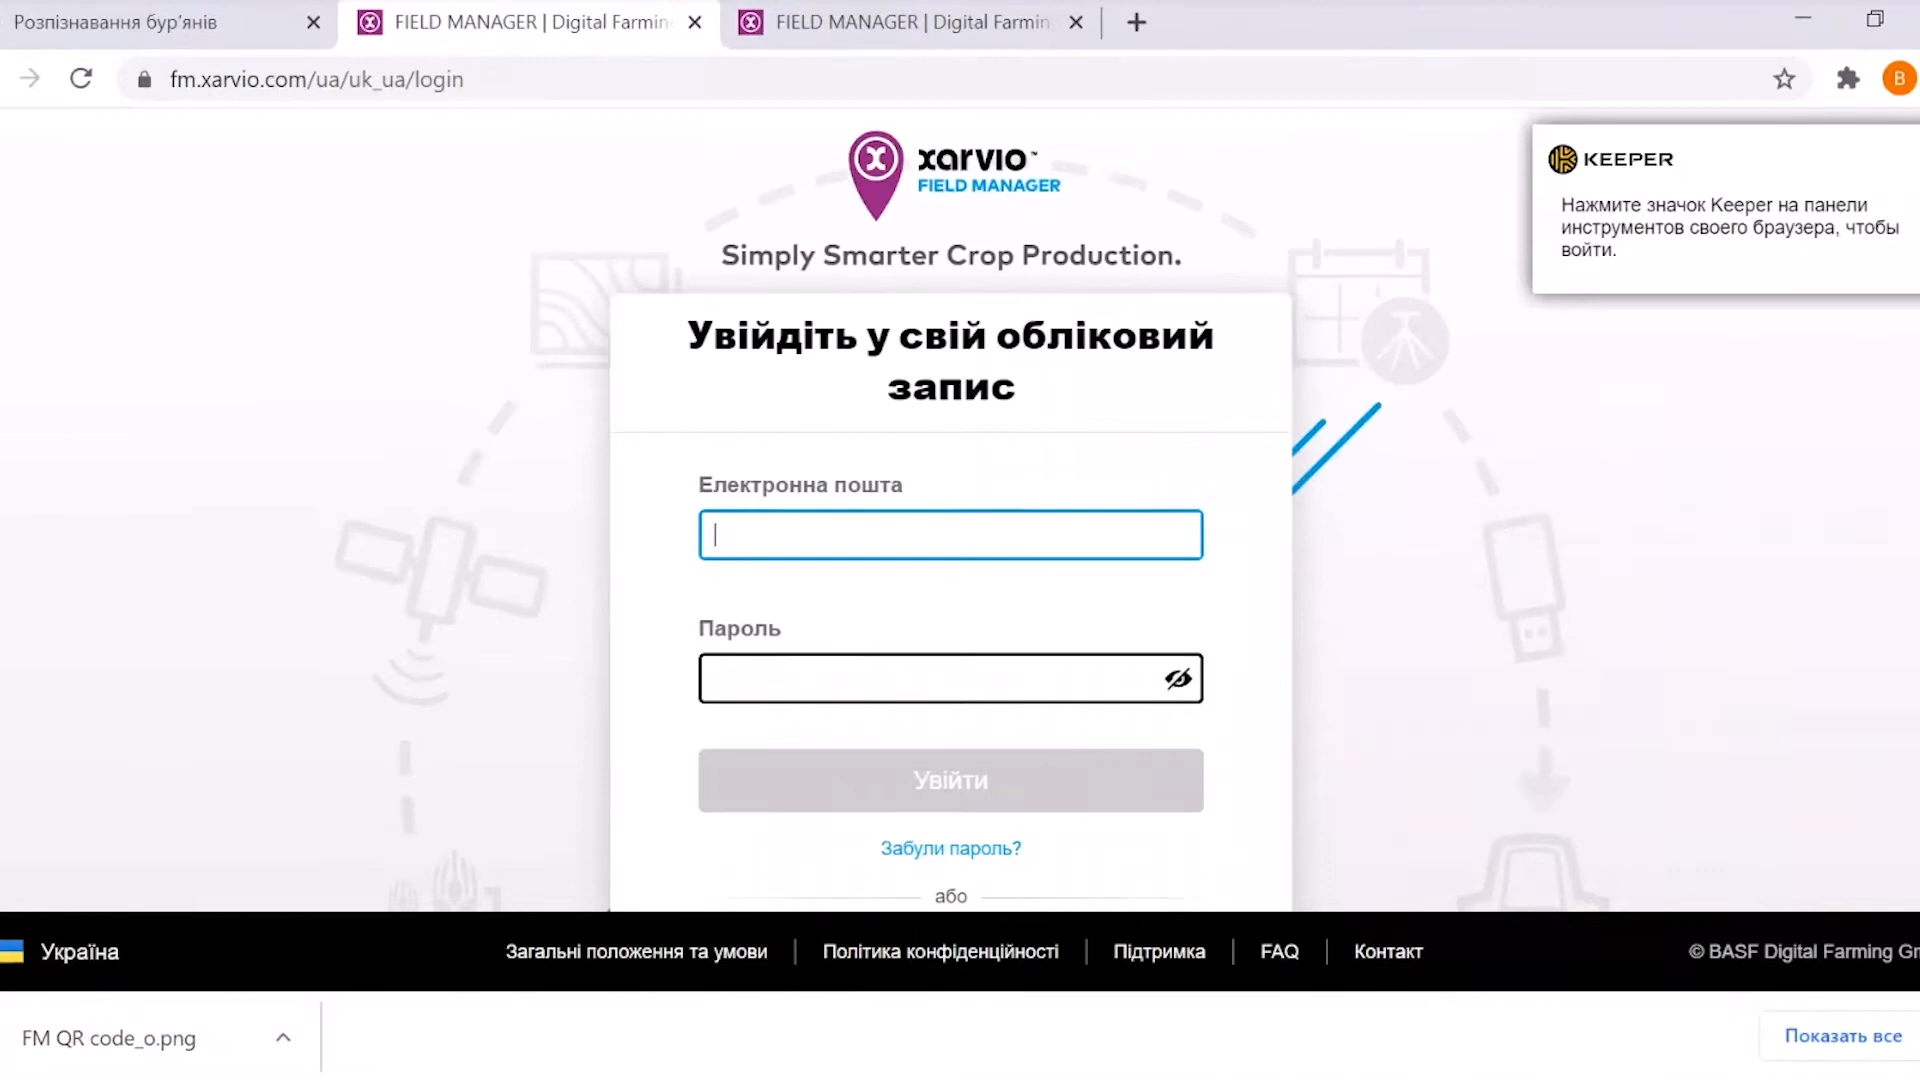 Розпізнавання бур'янів
FIELD MANAGER | Digital Farmin
FIELD MANAGER | Digital Farmin
fm.xarvio.com/ua/uk_ua/login
B
xarvio™
FIELD MANAGER
Simply Smarter Crop Production.
KEEPER
Нажмите значок Keeper на панели
инструментов своего браузера, чтобы
войти.
Увійдіть у свій обліковий
запис
Електронна пошта
Пароль
Увійти
Забули пароль?
або
Україна
Загальні положення та умови
Політика конфіденційності
Підтримка
FAQ
Контакт
© BASF Digital Farming Gm
FM QR code_o.png
Показать все